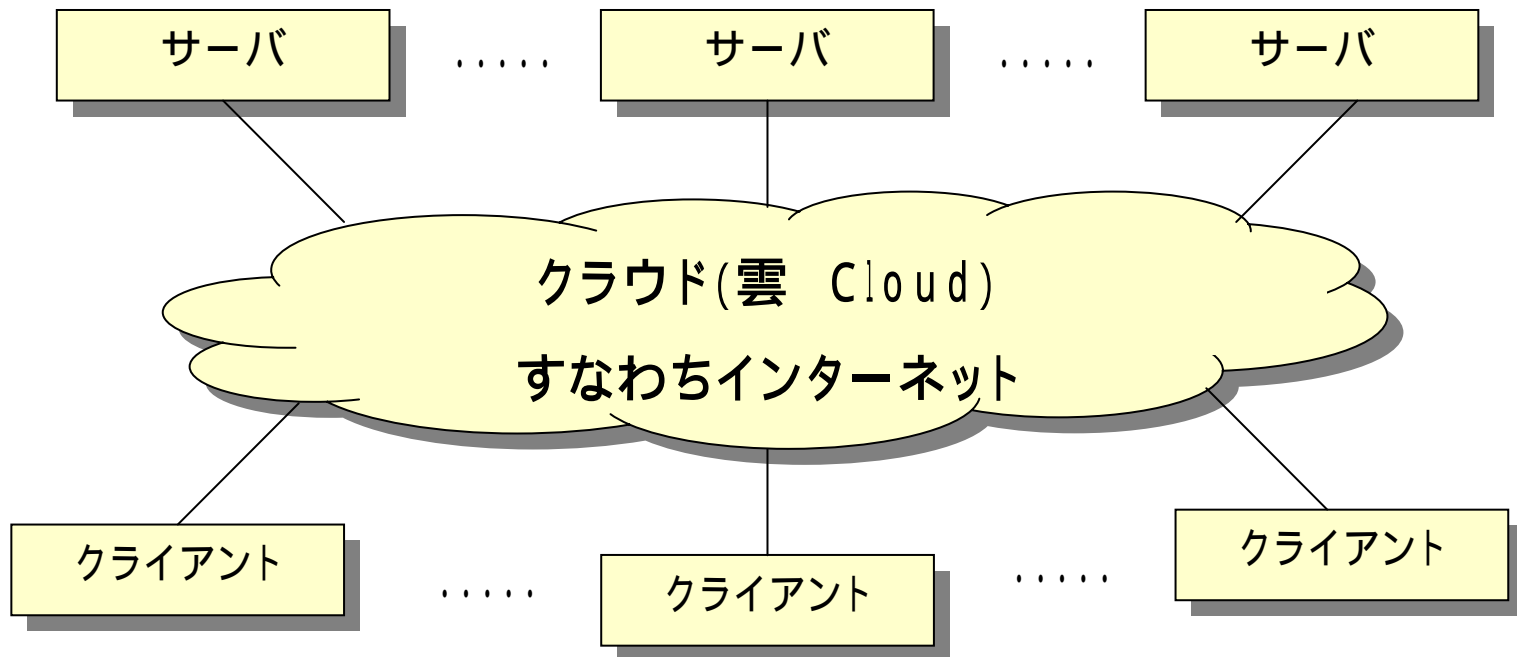 サーバ ..... サーバ ..... サーバ
クラウド(雲　Cloud)
すなわちインターネット
クライアント ..... クライアント ..... クライアント